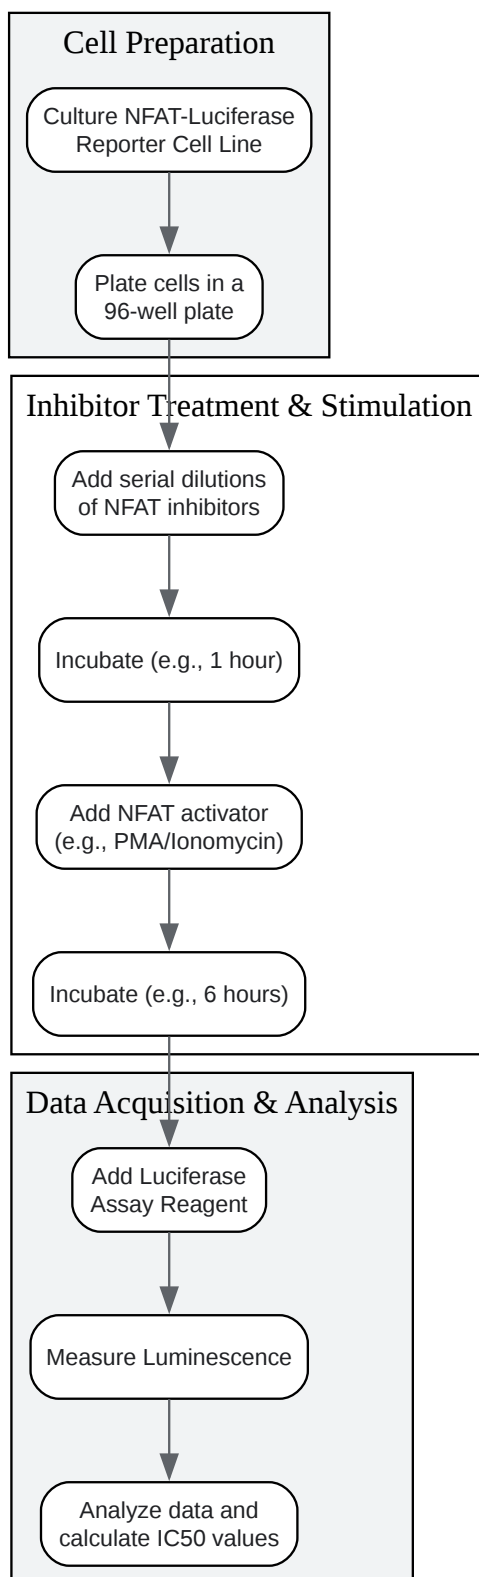 Cell Preparation
Culture NFAT-Luciferase
Reporter Cell Line
Plate cells in a
96-well plate
Inhibitor Treatment & Stimulation
Add serial dilutions
of NFAT inhibitors
Incubate (e.g., 1 hour)
Add NFAT activator
(e.g., PMA/Ionomycin)
Incubate (e.g., 6 hours)
Data Acquisition & Analysis
Add Luciferase
Assay Reagent
Measure Luminescence
Analyze data and
calculate IC50 values